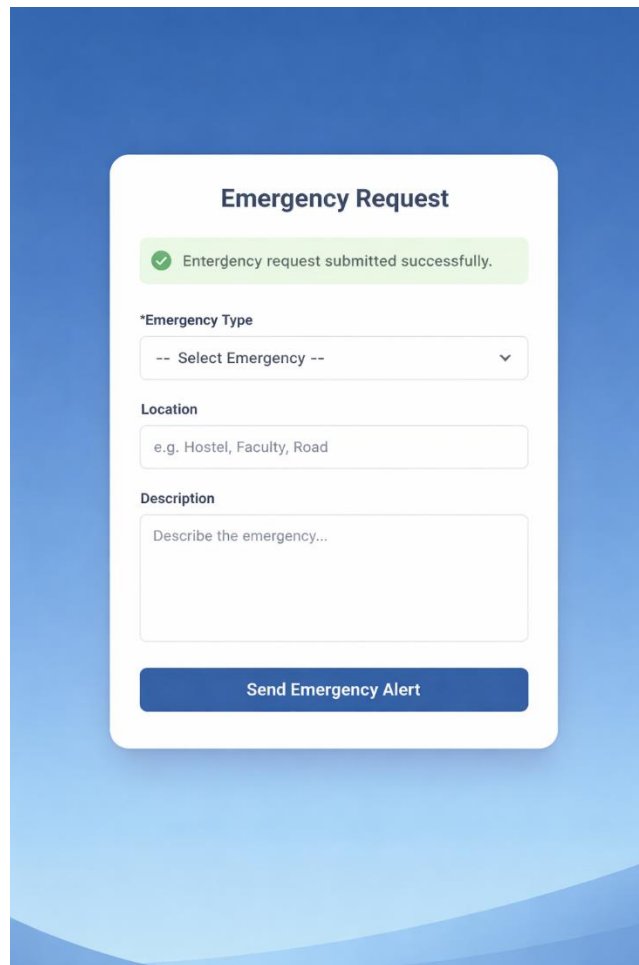 Emergency Request
Enterdency request submitted successfully.
*Emergency Type
-- Select Emergency --
Location
e.g. Hostel, Faculty, Road
Description
Describe the emergency...
Send Emergency Alert